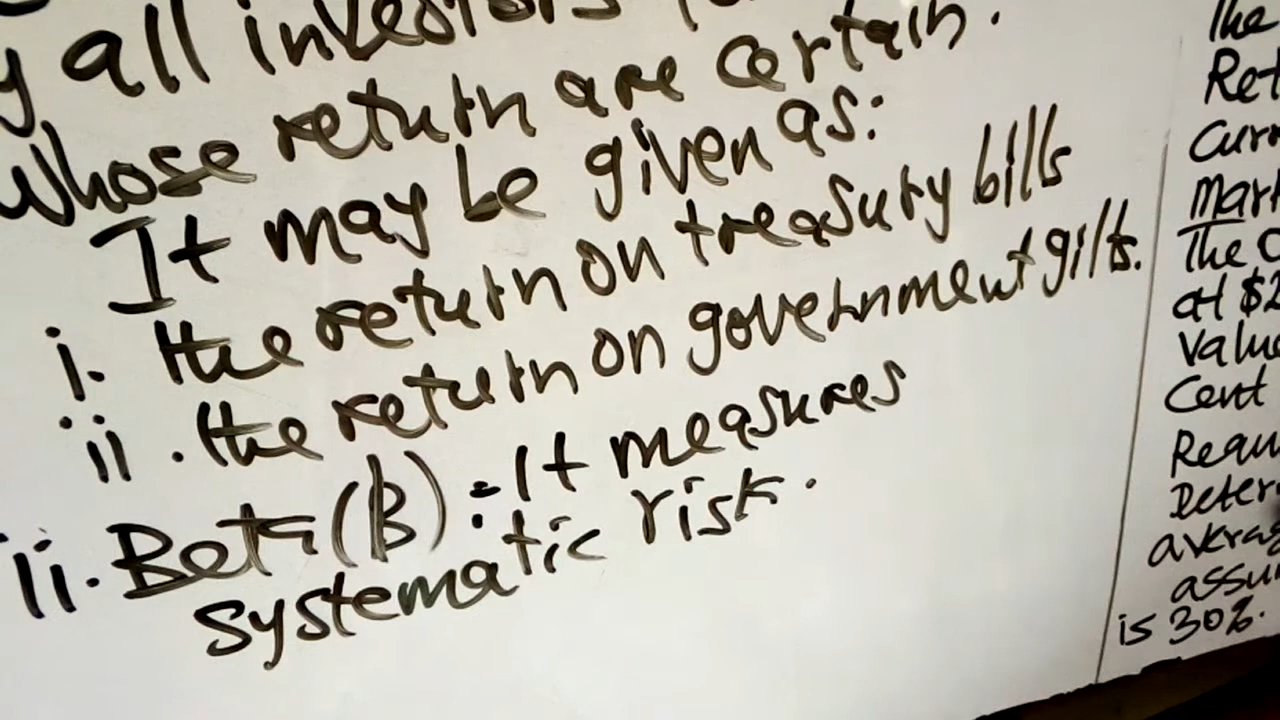 y all investors
whose return are certain.
It may be given as:
i. the return on treasury bills
ii. the return on government gilts.
ii. Beta (β) : It measures
systematic risk.
The
Ret
Curr
mark
The
at $2
Value
Cent
Requ
Deter
averag
assu
is 30%.